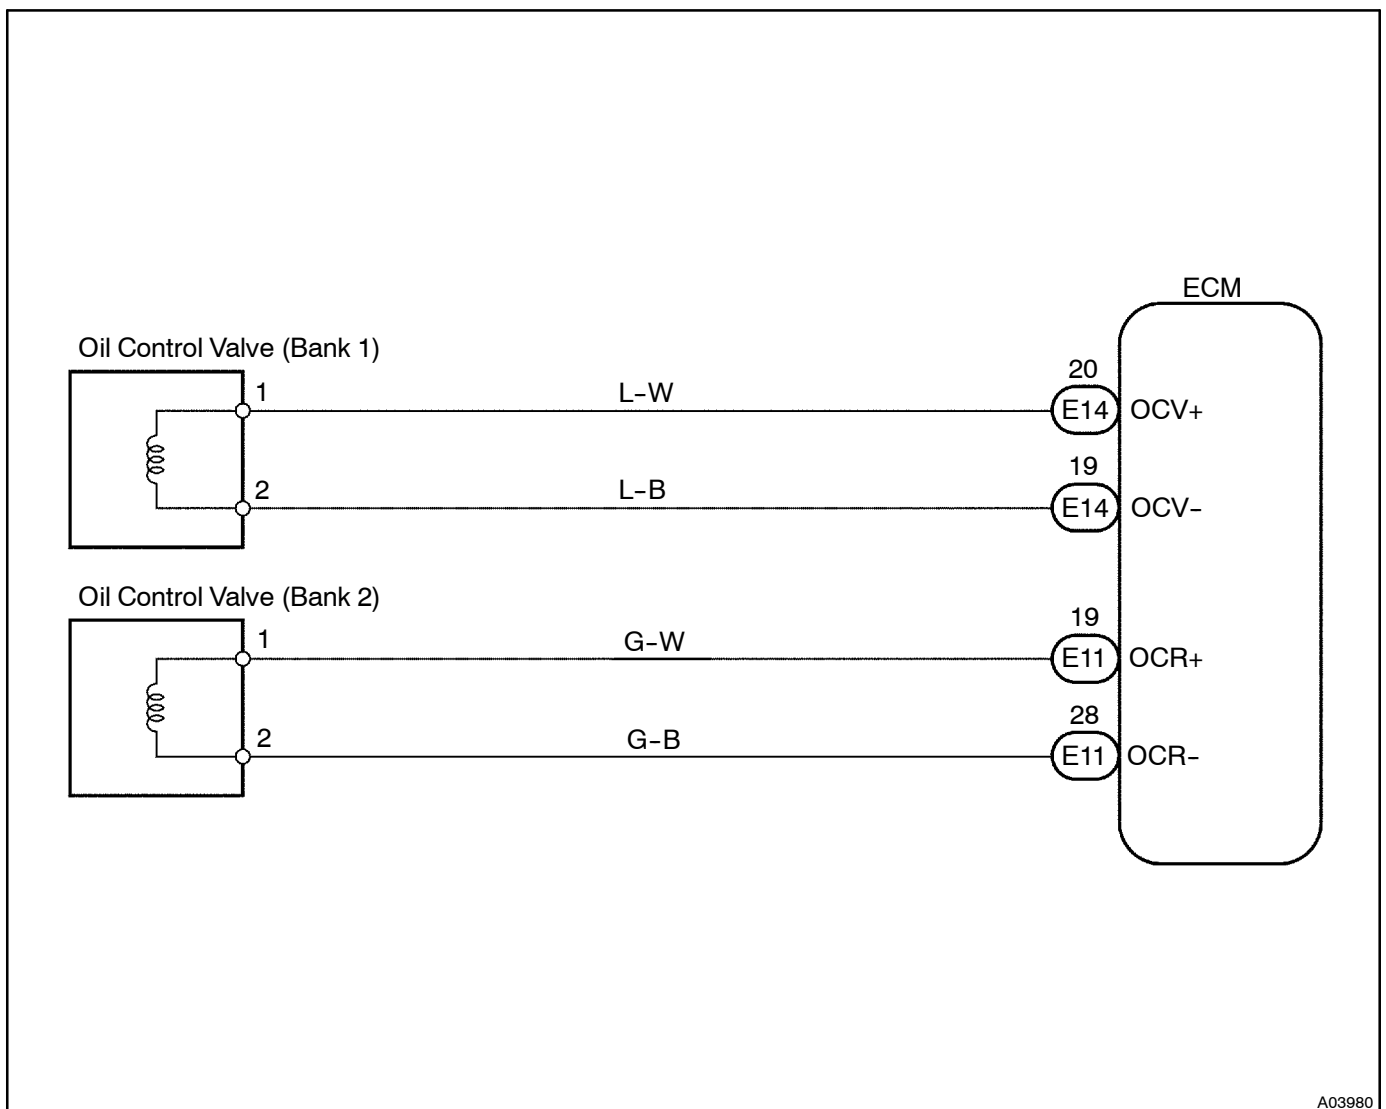 ECM
Oil Control Valve (Bank 1)
1
L-W
20
E14
OCV+
2
L-B
19
E14
OCV-
Oil Control Valve (Bank 2)
1
G-W
19
E11
OCR+
2
G-B
28
E11
OCR-
A03980